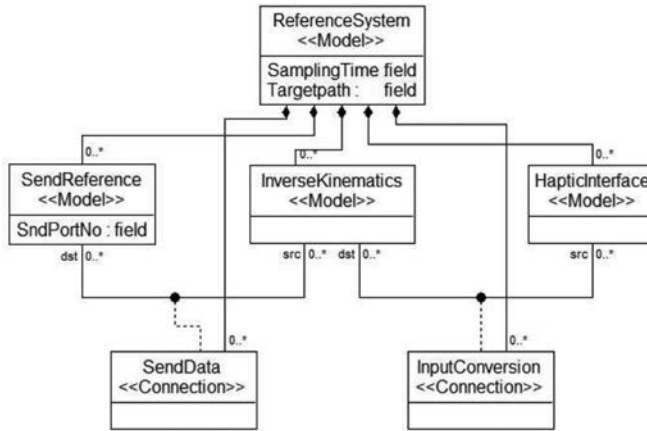 ReferenceSystem
<<Model>>
SamplingTime field
Targetpath : field
0..*
0..*
0..*
SendReference
<<Model>>
SndPortNo : field
InverseKinematics
<<Model>>
HapticInterface
<<Model>>
dst 0..*
src 0..*
dst 0..*
src 0..*
0..*
0..*
SendData
<<Connection>>
InputConversion
<<Connection>>